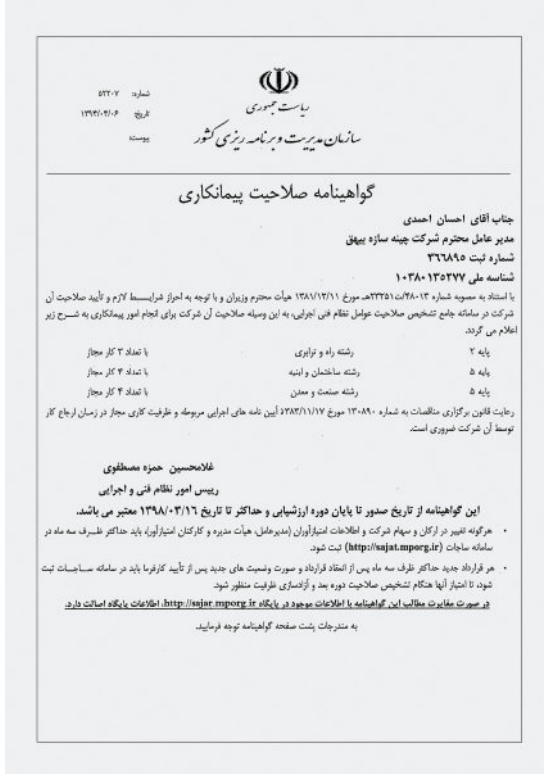 ریاست جمهوری
سازمان مدیریت و برنامه ریزی کشور
شماره: ۵۲۲۰۷
تاریخ: ۱۳۹۴/۰۴/۰۶
پیوست:
گواهینامه صلاحیت پیمانکاری
جناب آقای احسان احمدی
مدیر عامل محترم شرکت چینه سازه بیهق
شماره ثبت ۳۶۶۸۹۵
شناسه ملی ۱۰۳۸۰۱۳۵۲۷۷
با استناد به مصوبه شماره ۴۸۰۱۳/ت۲۳۲۵۱هـ مورخ ۱۳۸۱/۱۲/۱۱ هیأت محترم وزیران و با توجه به احراز شرایط لازم و تأیید صلاحیت آن
شرکت در سامانه جامع تشخیص صلاحیت عوامل نظام فنی اجرایی، به این وسیله صلاحیت آن شرکت برای انجام امور پیمانکاری به شرح زیر
اعلام می گردد.
پایه ۲ رشته راه و ترابری با تعداد ۳ کار مجاز
پایه ۵ رشته ساختمان و ابنیه با تعداد ۴ کار مجاز
پایه ۵ رشته صنعت و معدن با تعداد ۴ کار مجاز
رعایت قانون برگزاری مناقصات به شماره ۱۳۰۸۹۰ مورخ ۱۳۸۳/۱۱/۱۷ آیین نامه های اجرایی مربوطه و ظرفیت کاری مجاز در زمان ارجاع کار
توسط آن شرکت ضروری است.
غلامحسین حمزه مصطفوی
رییس امور نظام فنی و اجرایی
این گواهینامه از تاریخ صدور تا پایان دوره ارزشیابی و حداکثر تا تاریخ ۱۳۹۸/۰۳/۱۶ معتبر می باشد.
• هرگونه تغییر در ارکان و سهام شرکت و اطلاعات امتیازآوران (مدیرعامل، هیأت مدیره و کارکنان امتیازآور)، باید حداکثر ظرف سه ماه در
سامانه ساجات (http://sajat.mporg.ir) ثبت شود.
• هر قرارداد جدید حداکثر ظرف سه ماه پس از انعقاد قرارداد و صورت وضعیت های جدید پس از تأیید کارفرما باید در سامانه ساجات ثبت
شود، تا امتیاز آنها هنگام تشخیص صلاحیت دوره بعد و آزادسازی ظرفیت منظور شود.
در صورت مغایرت مطالب این گواهینامه با اطلاعات موجود در پایگاه http://sajar.mporg.ir، اطلاعات پایگاه اصالت دارد.
به مندرجات پشت صفحه گواهینامه توجه فرمایید.